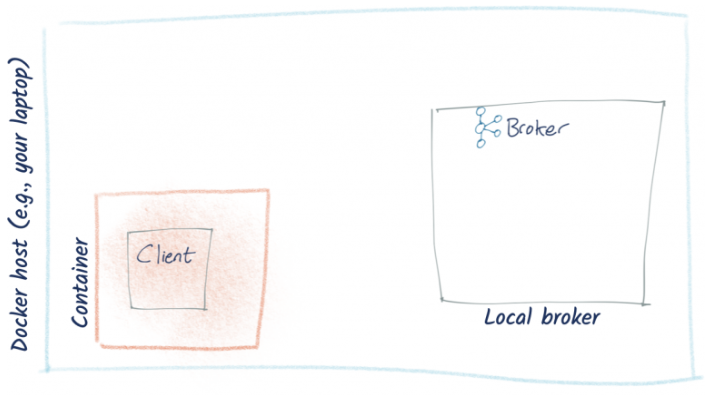 Docker host (e.g., your laptop)
Broker
Container
Client
Local broker